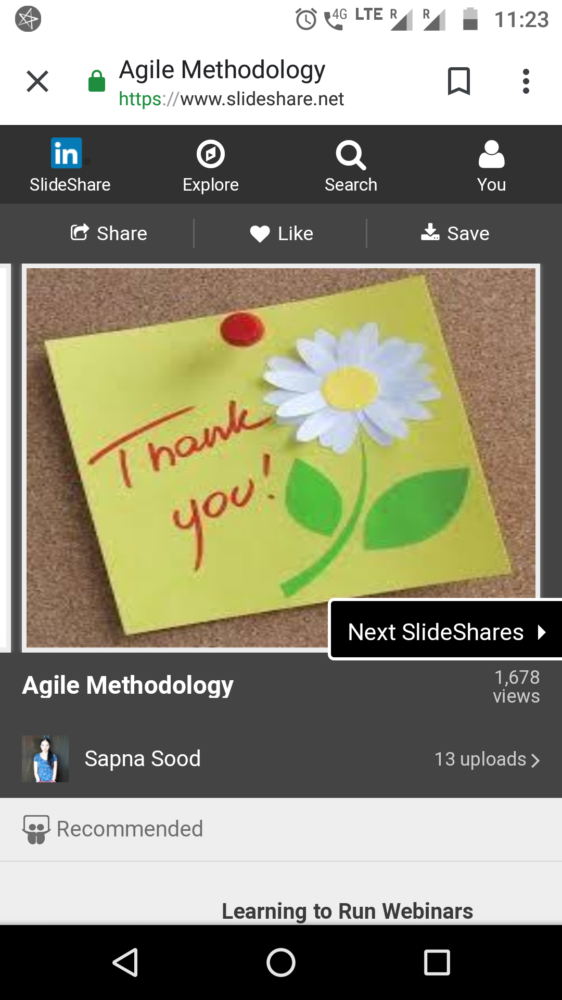 4G LTE R R 11:23
Agile Methodology
https://www.slideshare.net
in
SlideShare Explore Search You
Share Like Save
Thank
you!
Next SlideShares
Agile Methodology 1,678
views
Sapna Sood 13 uploads
Recommended
Learning to Run Webinars